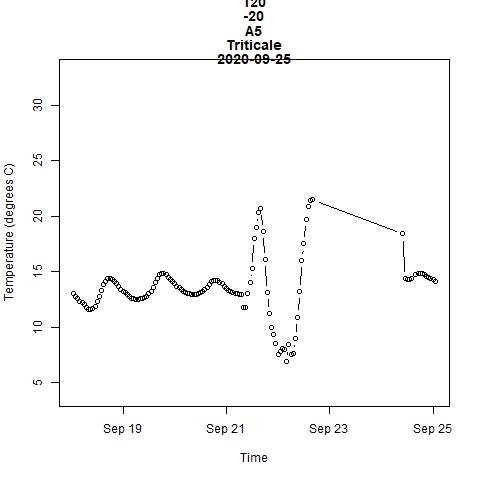 T20
-20
A5
Triticale
2020-09-25
Temperature (degrees C)
30
25
20
15
10
5
Sep 19 Sep 21 Sep 23 Sep 25
Time